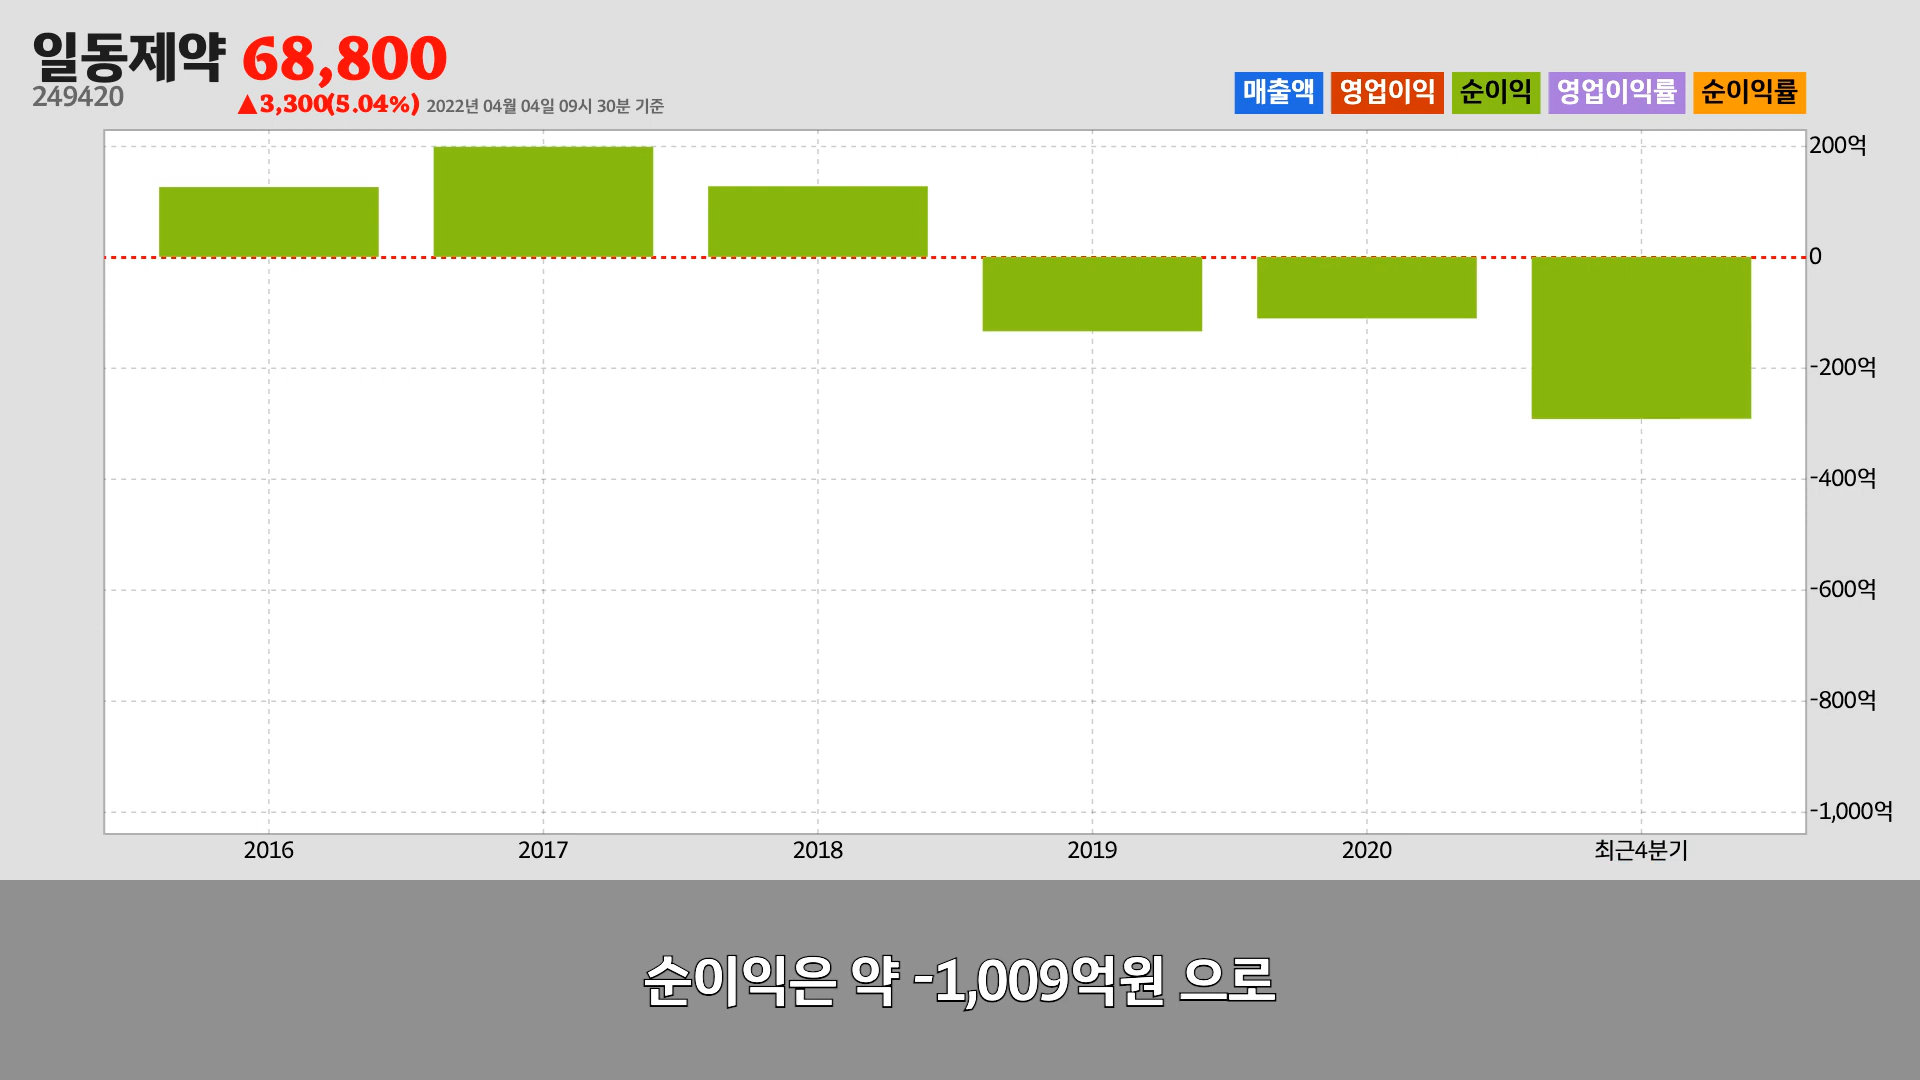 일동제약 68,800
249420
▲3,300(5.04%) 2022년 04월 04일 09시 30분 기준
매출액 영업이익 순이익 영업이익률 순이익률
200억
0
-200억
-400억
-600억
-800억
-1,000억
2016 2017 2018 2019 2020 최근4분기
순이익은 약 -1,009억원 으로